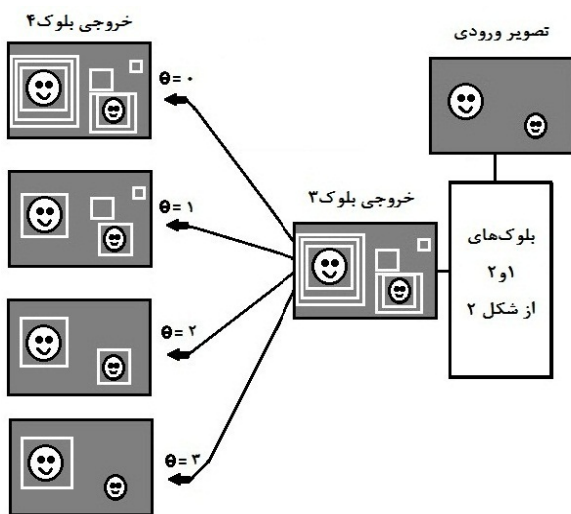 تصویر ورودی
بلوک‌های
۱و۲
از شکل ۲
خروجی بلوک۳
خروجی بلوک۴
θ= ۰
θ= ۱
θ= ۲
θ= ۳